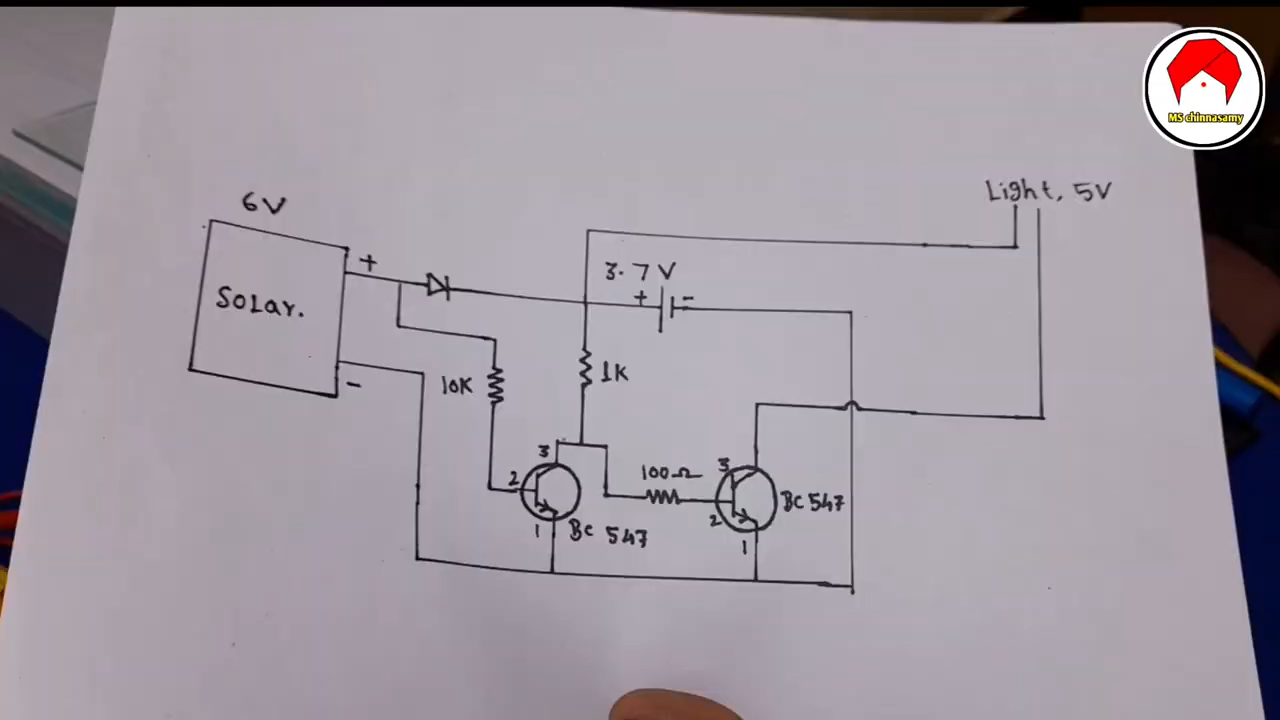 MS chinnasamy
Light, 5V
6V
+
3.7V
+ -
Solar.
-
10K
1K
3
2
1
BC 547
100Ω
3
2
1
BC 547